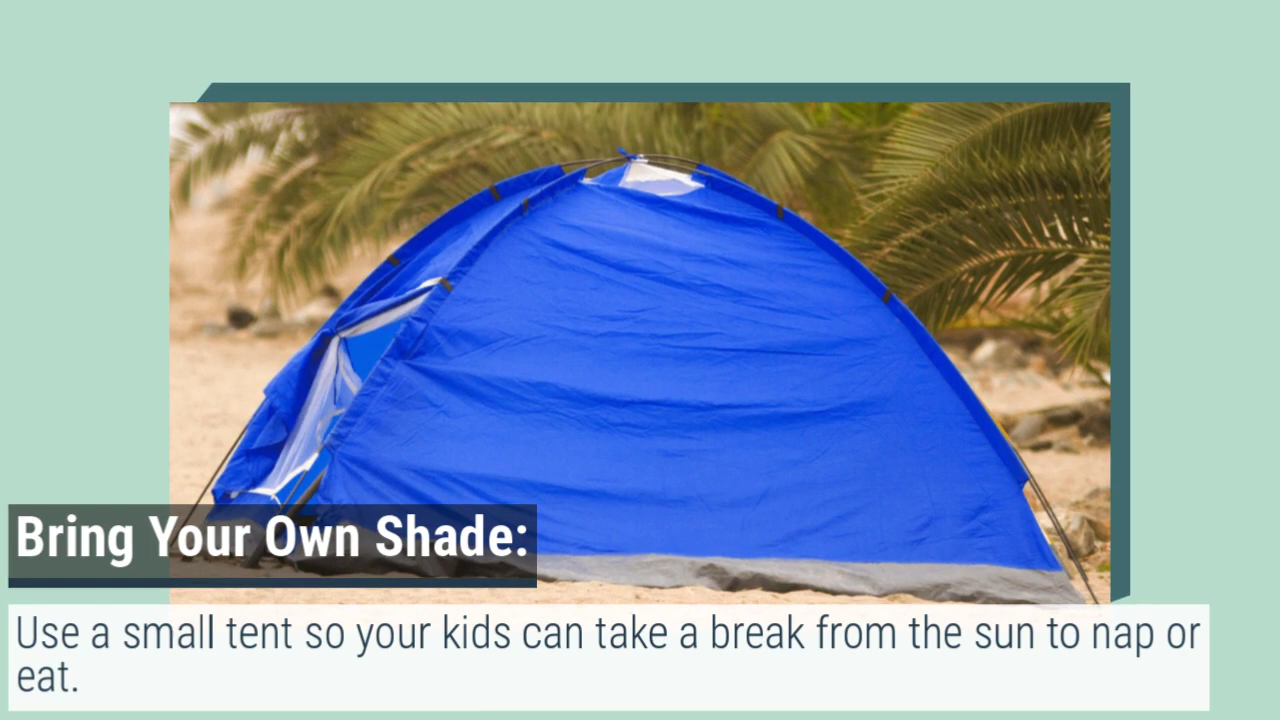 Bring Your Own Shade:
Use a small tent so your kids can take a break from the sun to nap or
eat.